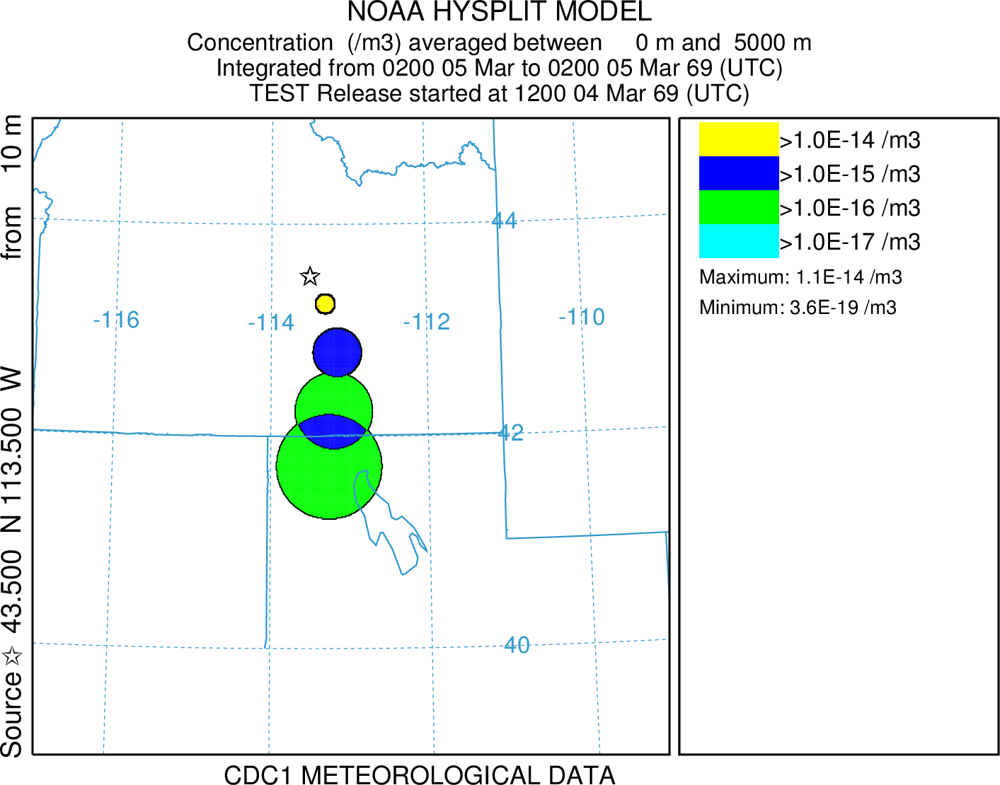 NOAA HYSPLIT MODEL
Concentration (/m3) averaged between 0 m and 5000 m
Integrated from 0200 05 Mar to 0200 05 Mar 69 (UTC)
TEST Release started at 1200 04 Mar 69 (UTC)
Source ☆ 43.500 N 113.500 W from 10 m
44
-116
-114
-112
-110
42
40
>1.0E-14 /m3
>1.0E-15 /m3
>1.0E-16 /m3
>1.0E-17 /m3
Maximum: 1.1E-14 /m3
Minimum: 3.6E-19 /m3
CDC1 METEOROLOGICAL DATA